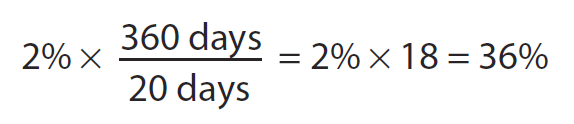 2% × 360 days / 20 days = 2% × 18 = 36%